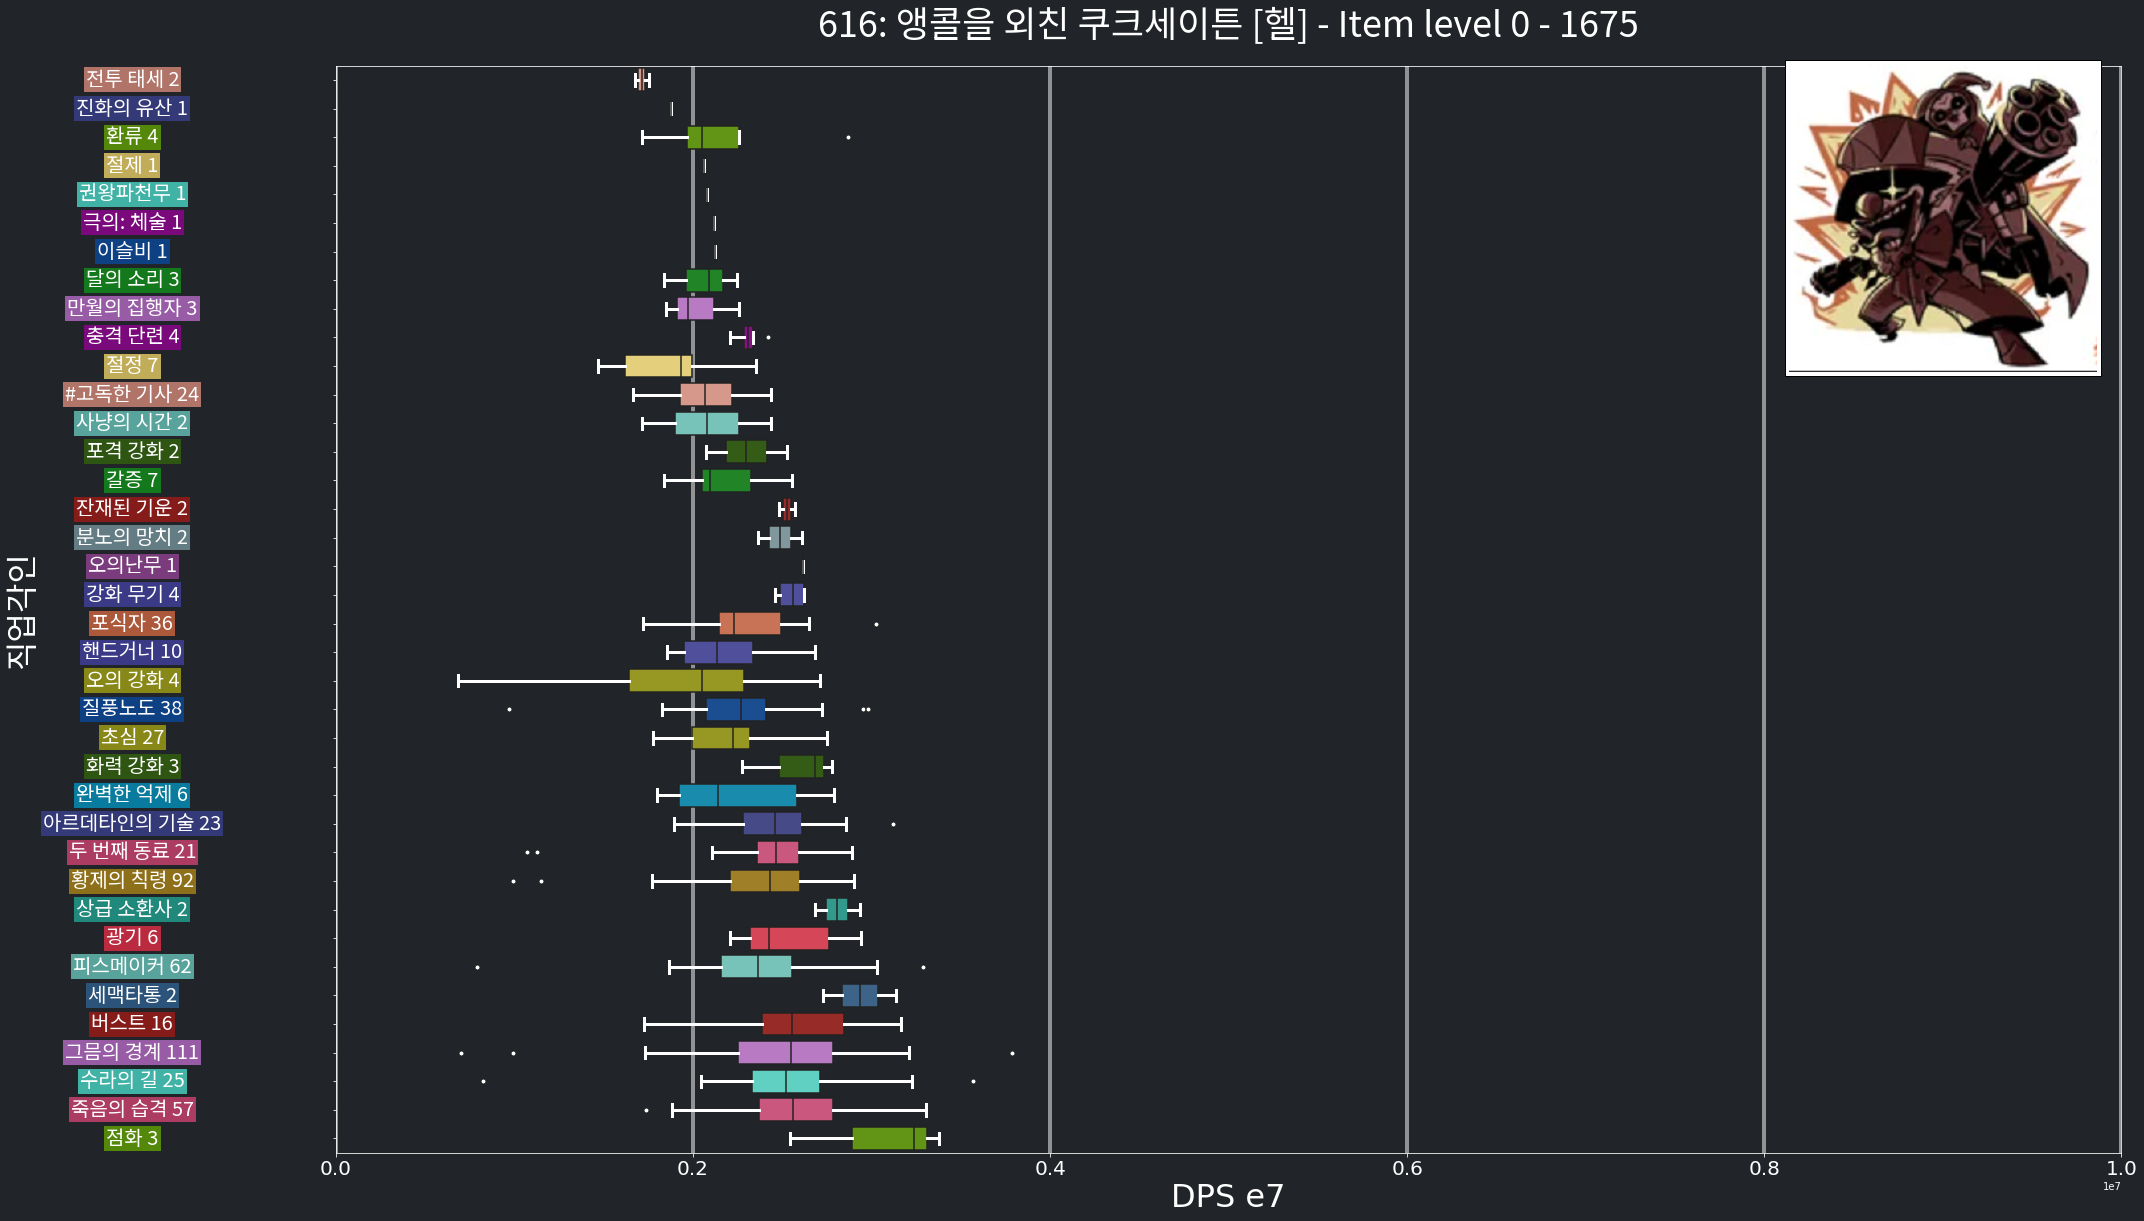 616: 앵콜을 외친 쿠크세이튼 [헬] - Item level 0 - 1675
전투 태세 2
진화의 유산 1
환류 4
절제 1
권왕파천무 1
극의: 체술 1
이슬비 1
달의 소리 3
만월의 집행자 3
충격 단련 4
절정 7
#고독한 기사 24
사냥의 시간 2
포격 강화 2
갈증 7
잔재된 기운 2
분노의 망치 2
오의난무 1
강화 무기 4
포식자 36
핸드거너 10
오의 강화 4
질풍노도 38
초심 27
화력 강화 3
완벽한 억제 6
아르데타인의 기술 23
두 번째 동료 21
황제의 칙령 92
상급 소환사 2
광기 6
피스메이커 62
세맥타통 2
버스트 16
그믐의 경계 111
수라의 길 25
죽음의 습격 57
점화 3
직업각인
0.0 0.2 0.4 0.6 0.8 1.0
1e7
DPS e7